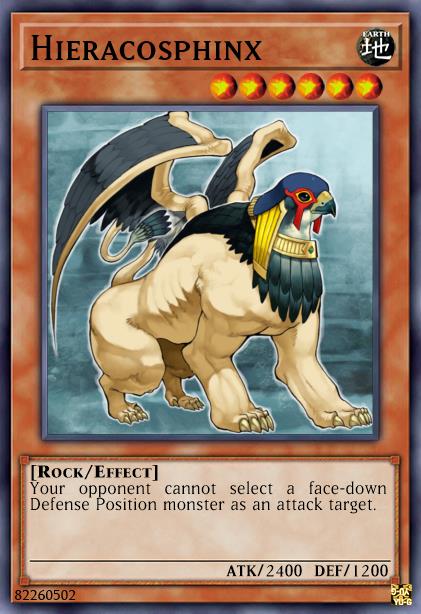 Hieracosphinx
EARTH
地
[Rock/Effect]
Your opponent cannot select a face-down
Defense Position monster as an attack target.
ATK/2400 DEF/1200
82260502